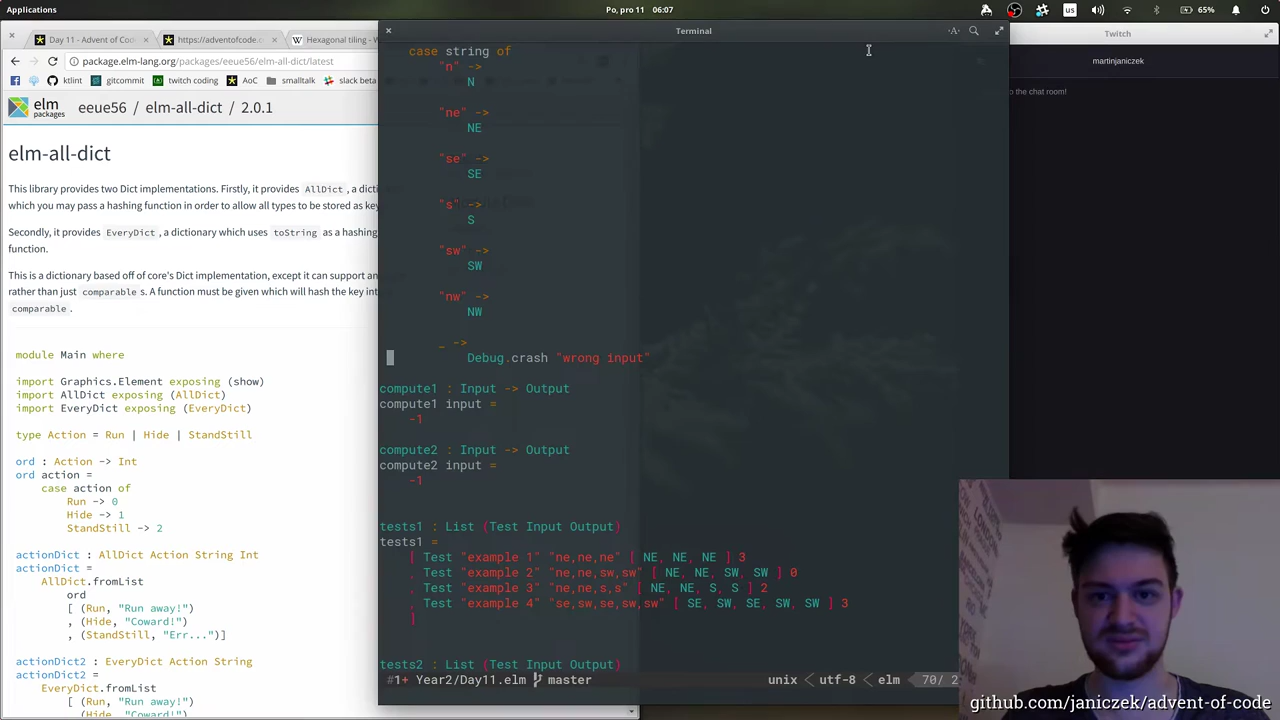 Applications
Po, pro 11 06:07
us
65%
Day 11 - Advent of Cod
https://adventofcode.c
Hexagonal tiling -
package.elm-lang.org/packages/eeue56/elm-all-dict/latest
ktlint
gitcommit
twitch coding
AoC
smalltalk
slack beta
elm
packages
eeue56 / elm-all-dict / 2.0.1
elm-all-dict
This library provides two Dict implementations. Firstly, it provides AllDict , a dicti
which you may pass a hashing function in order to allow all types to be stored as key
Secondly, it provides EveryDict , a dictionary which uses toString as a hashing
function.
This is a dictionary based off of core's Dict implementation, except it can support an
rather than just comparable s. A function must be given which will hash the key int
comparable .
module Main where
import Graphics.Element exposing (show)
import AllDict exposing (AllDict)
import EveryDict exposing (EveryDict)
type Action = Run | Hide | StandStill
ord : Action -> Int
ord action =
case action of
Run -> 0
Hide -> 1
StandStill -> 2
actionDict : AllDict Action String Int
actionDict =
AllDict.fromList
ord
[ (Run, "Run away!")
, (Hide, "Coward!")
, (StandStill, "Err...")]
actionDict2 : EveryDict Action String
actionDict2 =
EveryDict.fromList
[ (Run, "Run away!")
, (Hide, "Coward!")
Terminal
case string of
"n" ->
N
"ne" ->
NE
"se" ->
SE
"s" ->
S
"sw" ->
SW
"nw" ->
NW
_ ->
Debug.crash "wrong input"
compute1 : Input -> Output
compute1 input =
-1
compute2 : Input -> Output
compute2 input =
-1
tests1 : List (Test Input Output)
tests1 =
[ Test "example 1" "ne,ne,ne" [ NE, NE, NE ] 3
, Test "example 2" "ne,ne,sw,sw" [ NE, NE, SW, SW ] 0
, Test "example 3" "ne,ne,s,s" [ NE, NE, S, S ] 2
, Test "example 4" "se,sw,se,sw,sw" [ SE, SW, SE, SW, SW ] 3
]
tests2 : List (Test Input Output)
#1+ Year2/Day11.elm master
unix < utf-8 < elm
70/ 2
Twitch
martinjaniczek
o the chat room!
github.com/janiczek/advent-of-code